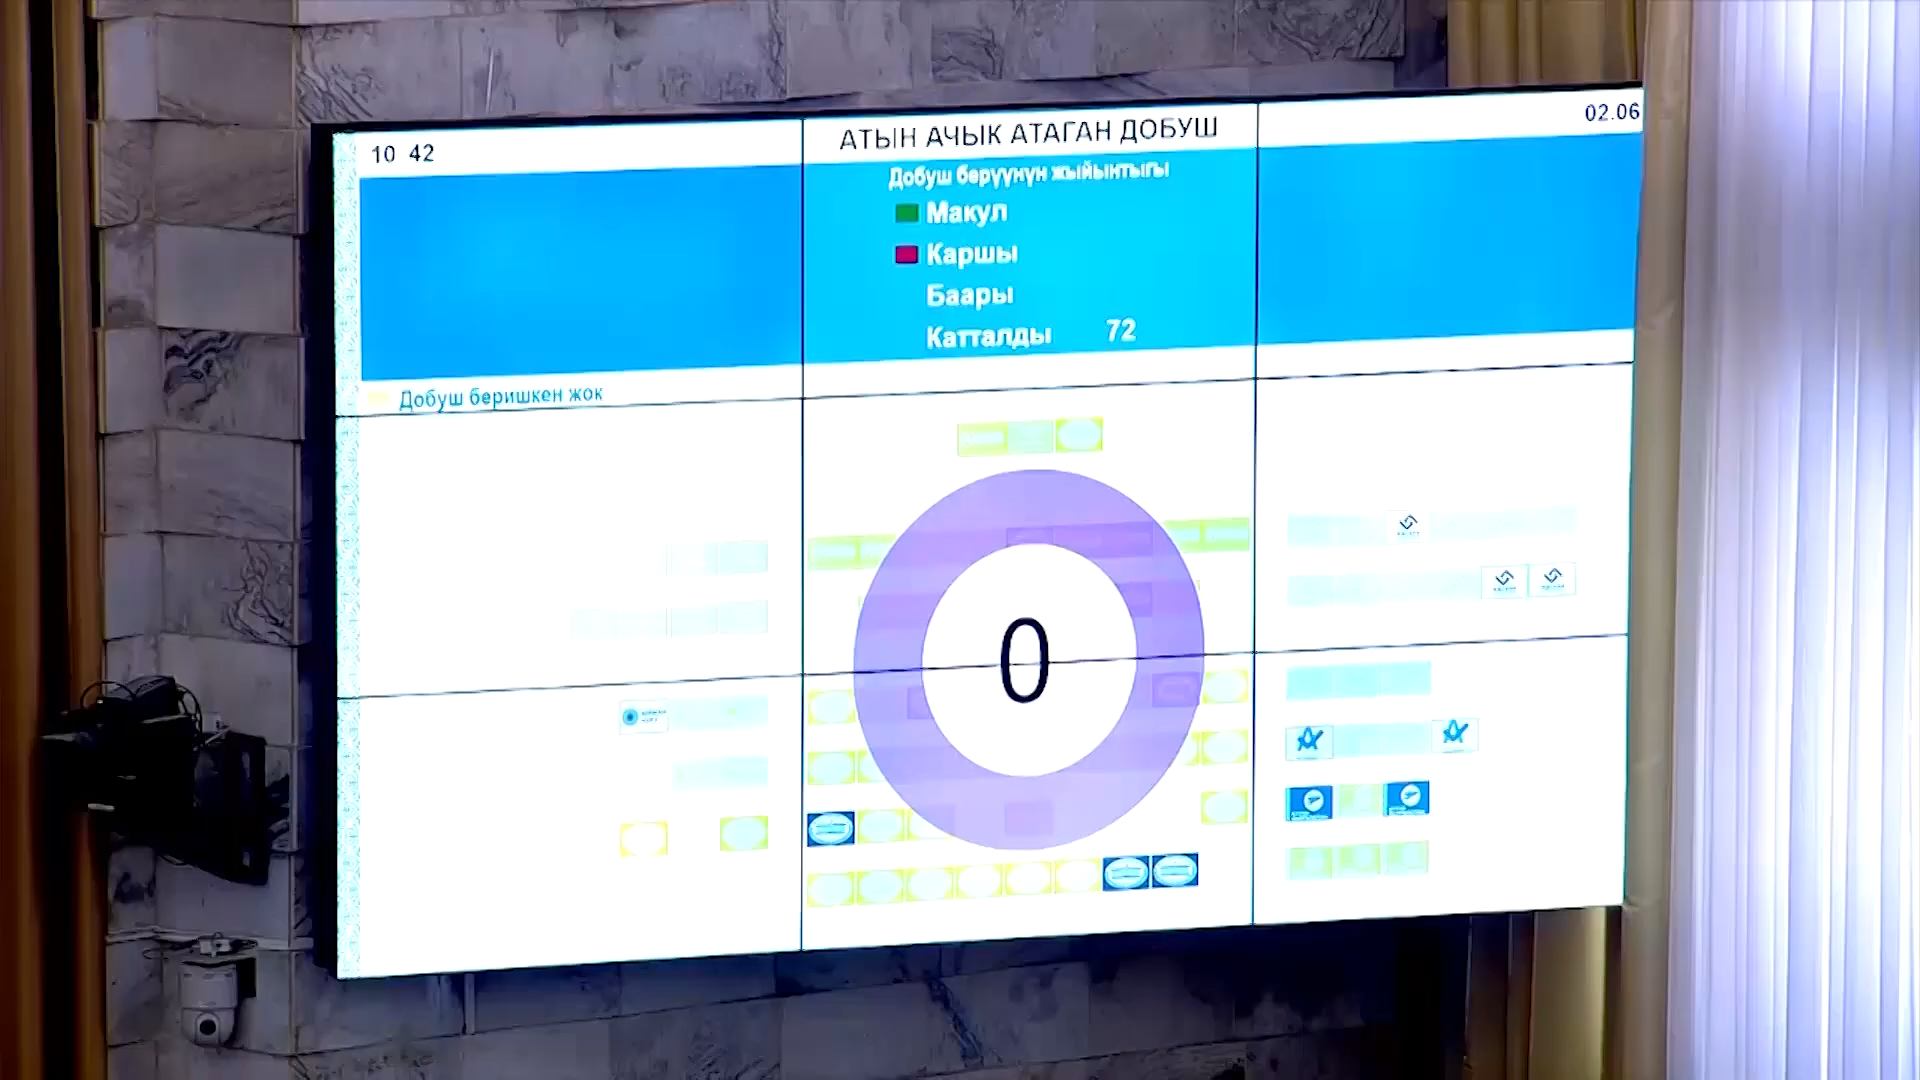 10 42
АТЫН АЧЫК АТАГАН ДОБУШ
02.06
Добуш берүүнүн жыйынтыгы
Макул
Каршы
Баары
Катталды 72
Добуш беришкен жок
0